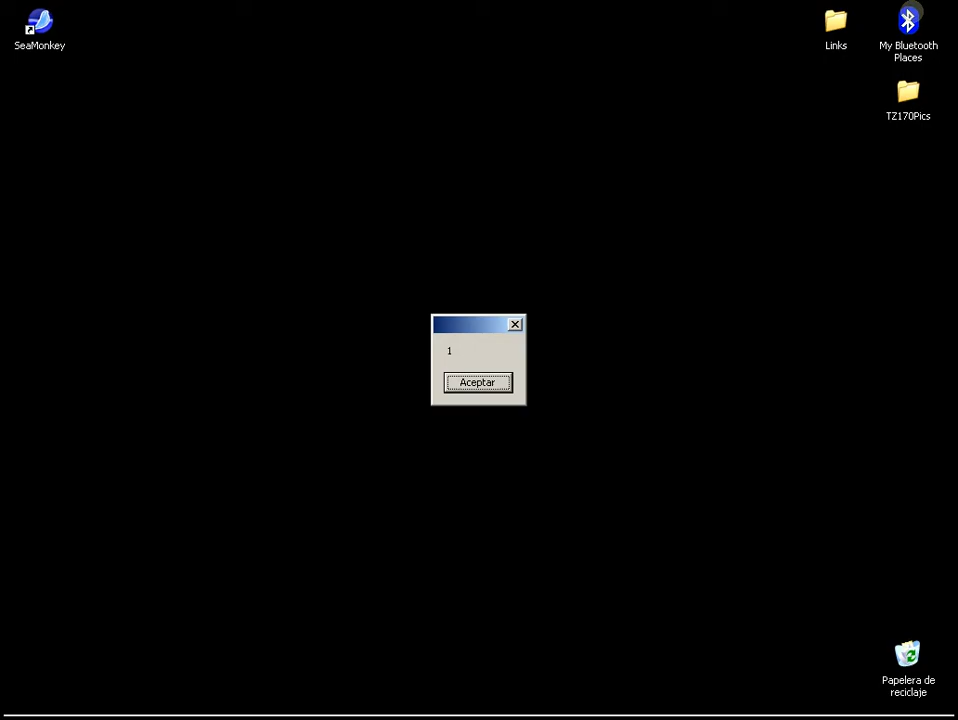 SeaMonkey
Links
My Bluetooth
Places
TZ170Pics
1
Aceptar
Papelera de
reciclaje